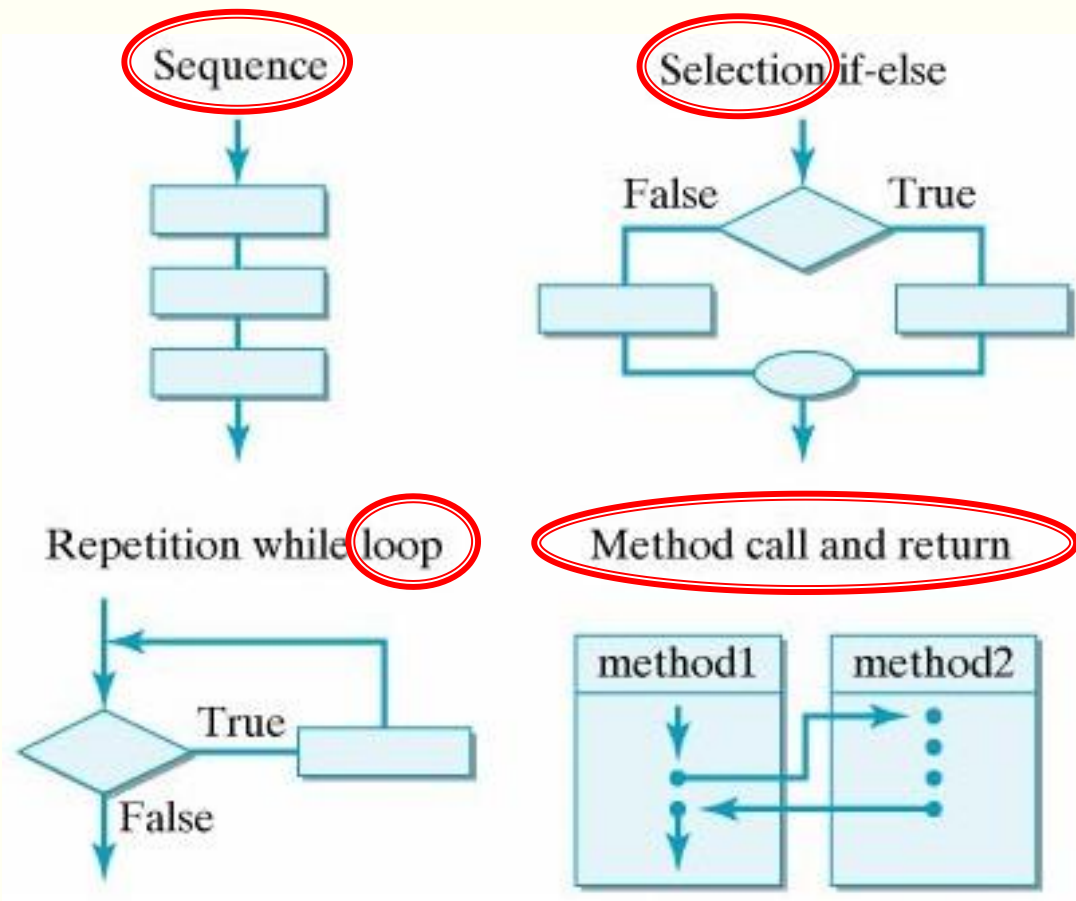 Sequence
Selection if-else
False True
Repetition while loop
Method call and return
True
False
method1 method2